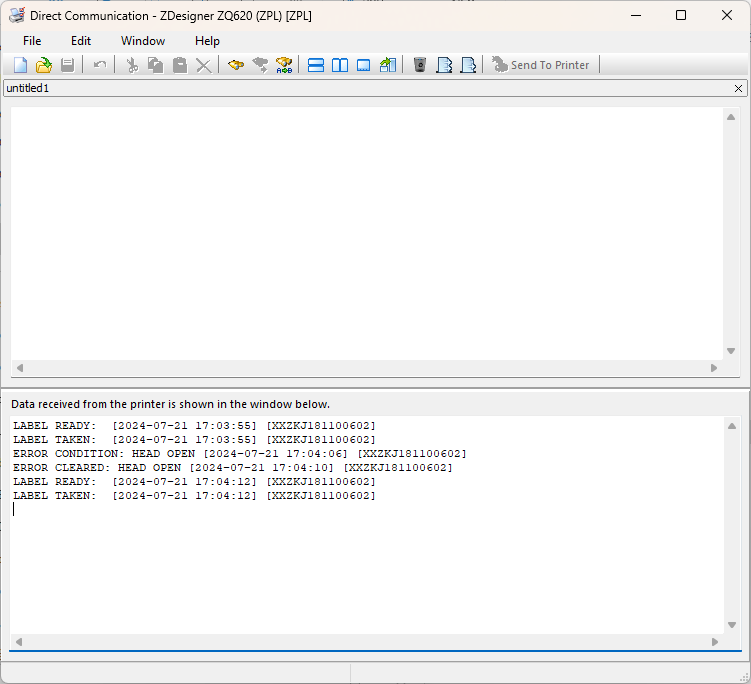 Direct Communication - ZDesigner ZQ620 (ZPL) [ZPL]
File Edit Window Help
Send To Printer
untitled1
Data received from the printer is shown in the window below.
LABEL READY:  [2024-07-21 17:03:55] [XXZKJ181100602]
LABEL TAKEN:  [2024-07-21 17:03:55] [XXZKJ181100602]
ERROR CONDITION: HEAD OPEN [2024-07-21 17:04:06] [XXZKJ181100602]
ERROR CLEARED: HEAD OPEN [2024-07-21 17:04:10] [XXZKJ181100602]
LABEL READY:  [2024-07-21 17:04:12] [XXZKJ181100602]
LABEL TAKEN:  [2024-07-21 17:04:12] [XXZKJ181100602]